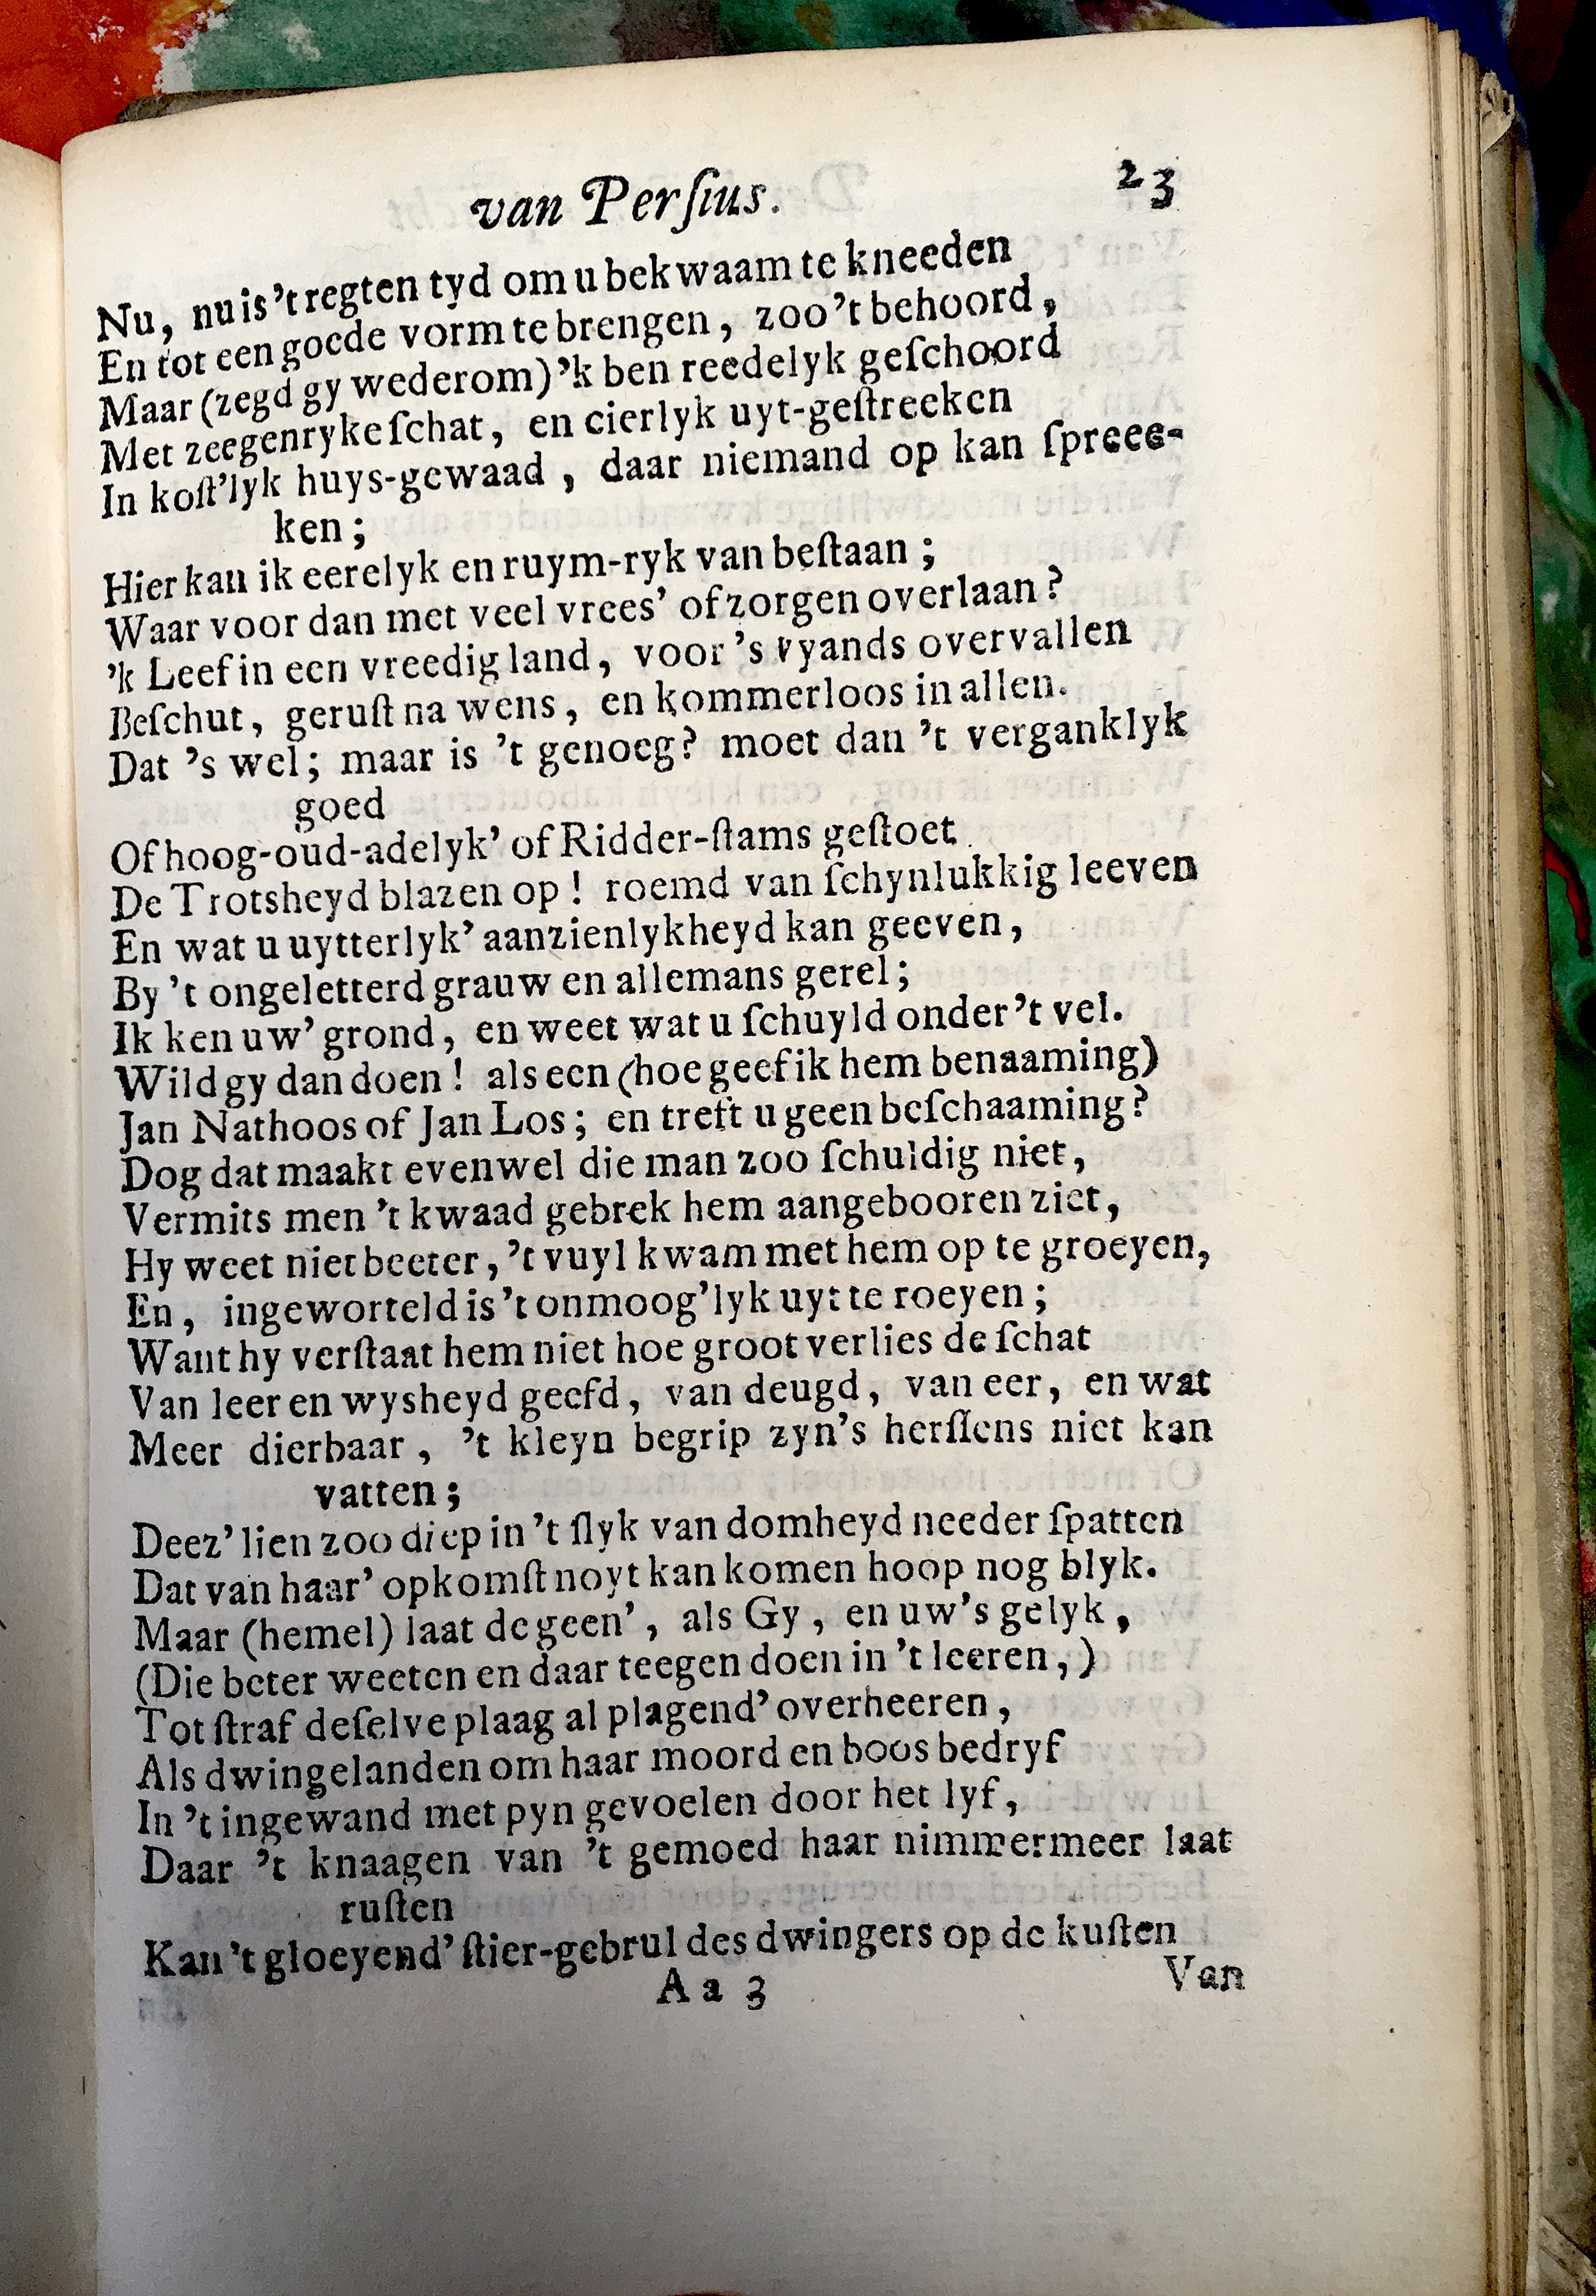 van Perſius. 23
Nu, nu is 't regten tyd om u bekwaam te kneeden
En tot een goede vorm te brengen, zoo 't behoord,
Maar (zegd gy wederom) 'k ben reedelyk geſchoord
Met zeegenryke ſchat, en cierlyk uyt-geſtreeken
In koſt'lyk huys-gewaad, daar niemand op kan ſpree-
ken;
Hier kan ik eerelyk en ruym-ryk van beſtaan;
Waar voor dan met veel vrees' of zorgen overlaan?
'k Leef in een vreedig land, voor 's vyands overvallen
Beſchut, geruſt na wens, en kommerloos in allen.
Dat 's wel; maar is 't genoeg? moet dan 't verganklyk
goed
Of hoog-oud-adelyk' of Ridder-ſtams geſtoet
De Trotsheyd blazen op! roemd van ſchynlukkig leeven
En wat u uytterlyk' aanzienlykheyd kan geeven,
By 't ongeletterd grauw en allemans gerel;
Ik ken uw' grond, en weet wat u ſchuyld onder 't vel.
Wild gy dan doen! als een (hoe geef ik hem benaaming)
Jan Nathoos of Jan Los; en treft u geen beſchaaming?
Dog dat maakt evenwel die man zoo ſchuldig niet,
Vermits men 't kwaad gebrek hem aangebooren ziet,
Hy weet niet beeter, 't vuyl kwam met hem op te groeyen,
En, ingeworteld is 't onmoog'lyk uyt te roeyen;
Want hy verſtaat hem niet hoe groot verlies de ſchat
Van leer en wysheyd geefd, van deugd, van eer, en wat
Meer dierbaar, 't kleyn begrip zyn's herſſens niet kan
vatten;
Deez' lien zoo diep in 't ſlyk van domheyd needer ſpatten
Dat van haar' opkomſt noyt kan komen hoop nog blyk.
Maar (hemel) laat de geen', als Gy, en uw's gelyk,
(Die beter weeten en daar teegen doen in 't leeren,)
Tot ſtraf deſelve plaag al plagend' overheeren,
Als dwingelanden om haar moord en boos bedryf
In 't ingewand met pyn gevoelen door het lyf,
Daar 't knaagen van 't gemoed haar nimmermeer laat
ruſten
Kan 't gloeyend' ſtier-gebrul des dwingers op de kuſten
A a 3 Van